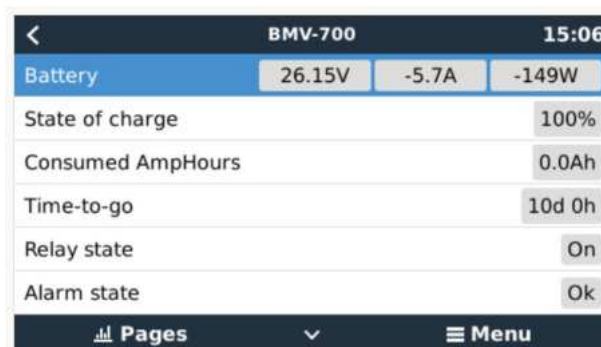 BMV-700 15:06
Battery 26.15V -5.7A -149W
State of charge 100%
Consumed AmpHours 0.0Ah
Time-to-go 10d 0h
Relay state On
Alarm state Ok
Pages Menu